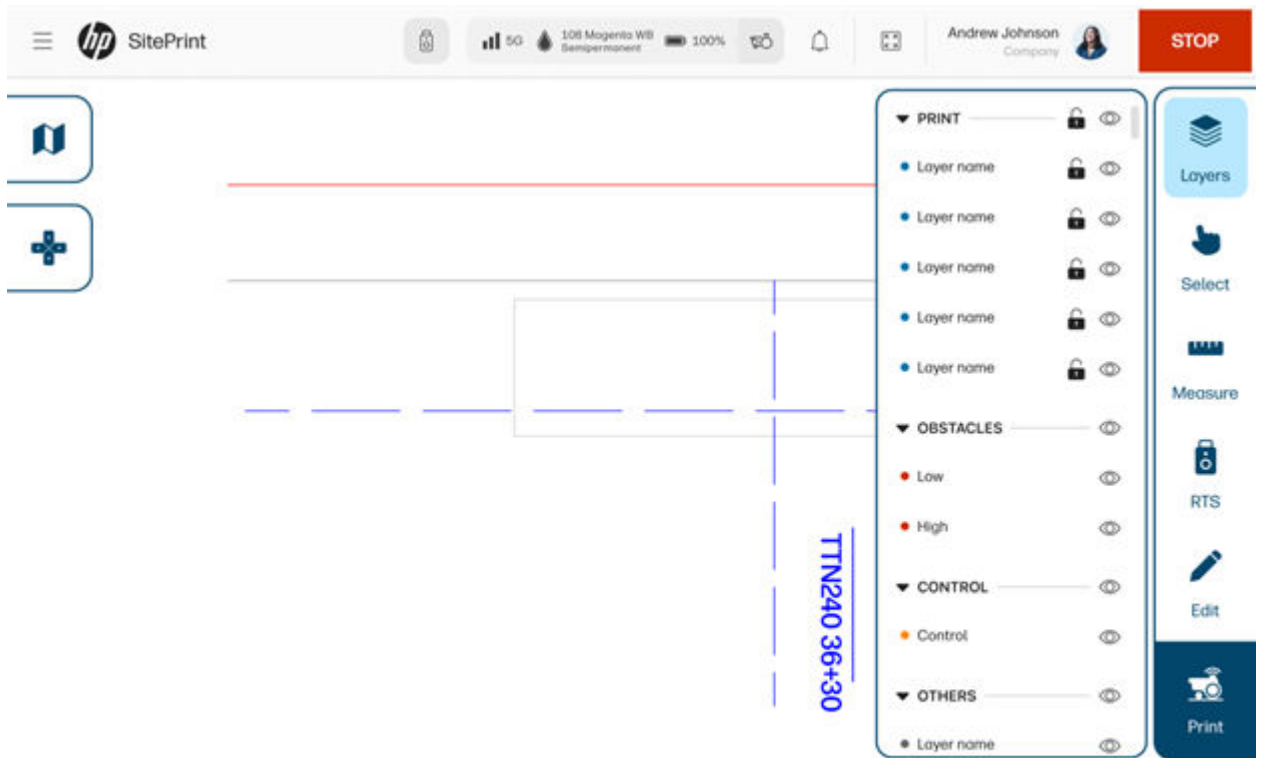 hp
SitePrint
5G
108 Magenta WB
Semipermanent
100%
Andrew Johnson
Company
STOP
PRINT
Layer name
Layer name
Layer name
Layer name
Layer name
OBSTACLES
Low
High
CONTROL
Control
OTHERS
Layer name
Layers
Select
Measure
RTS
Edit
Print
TTN240 36+30